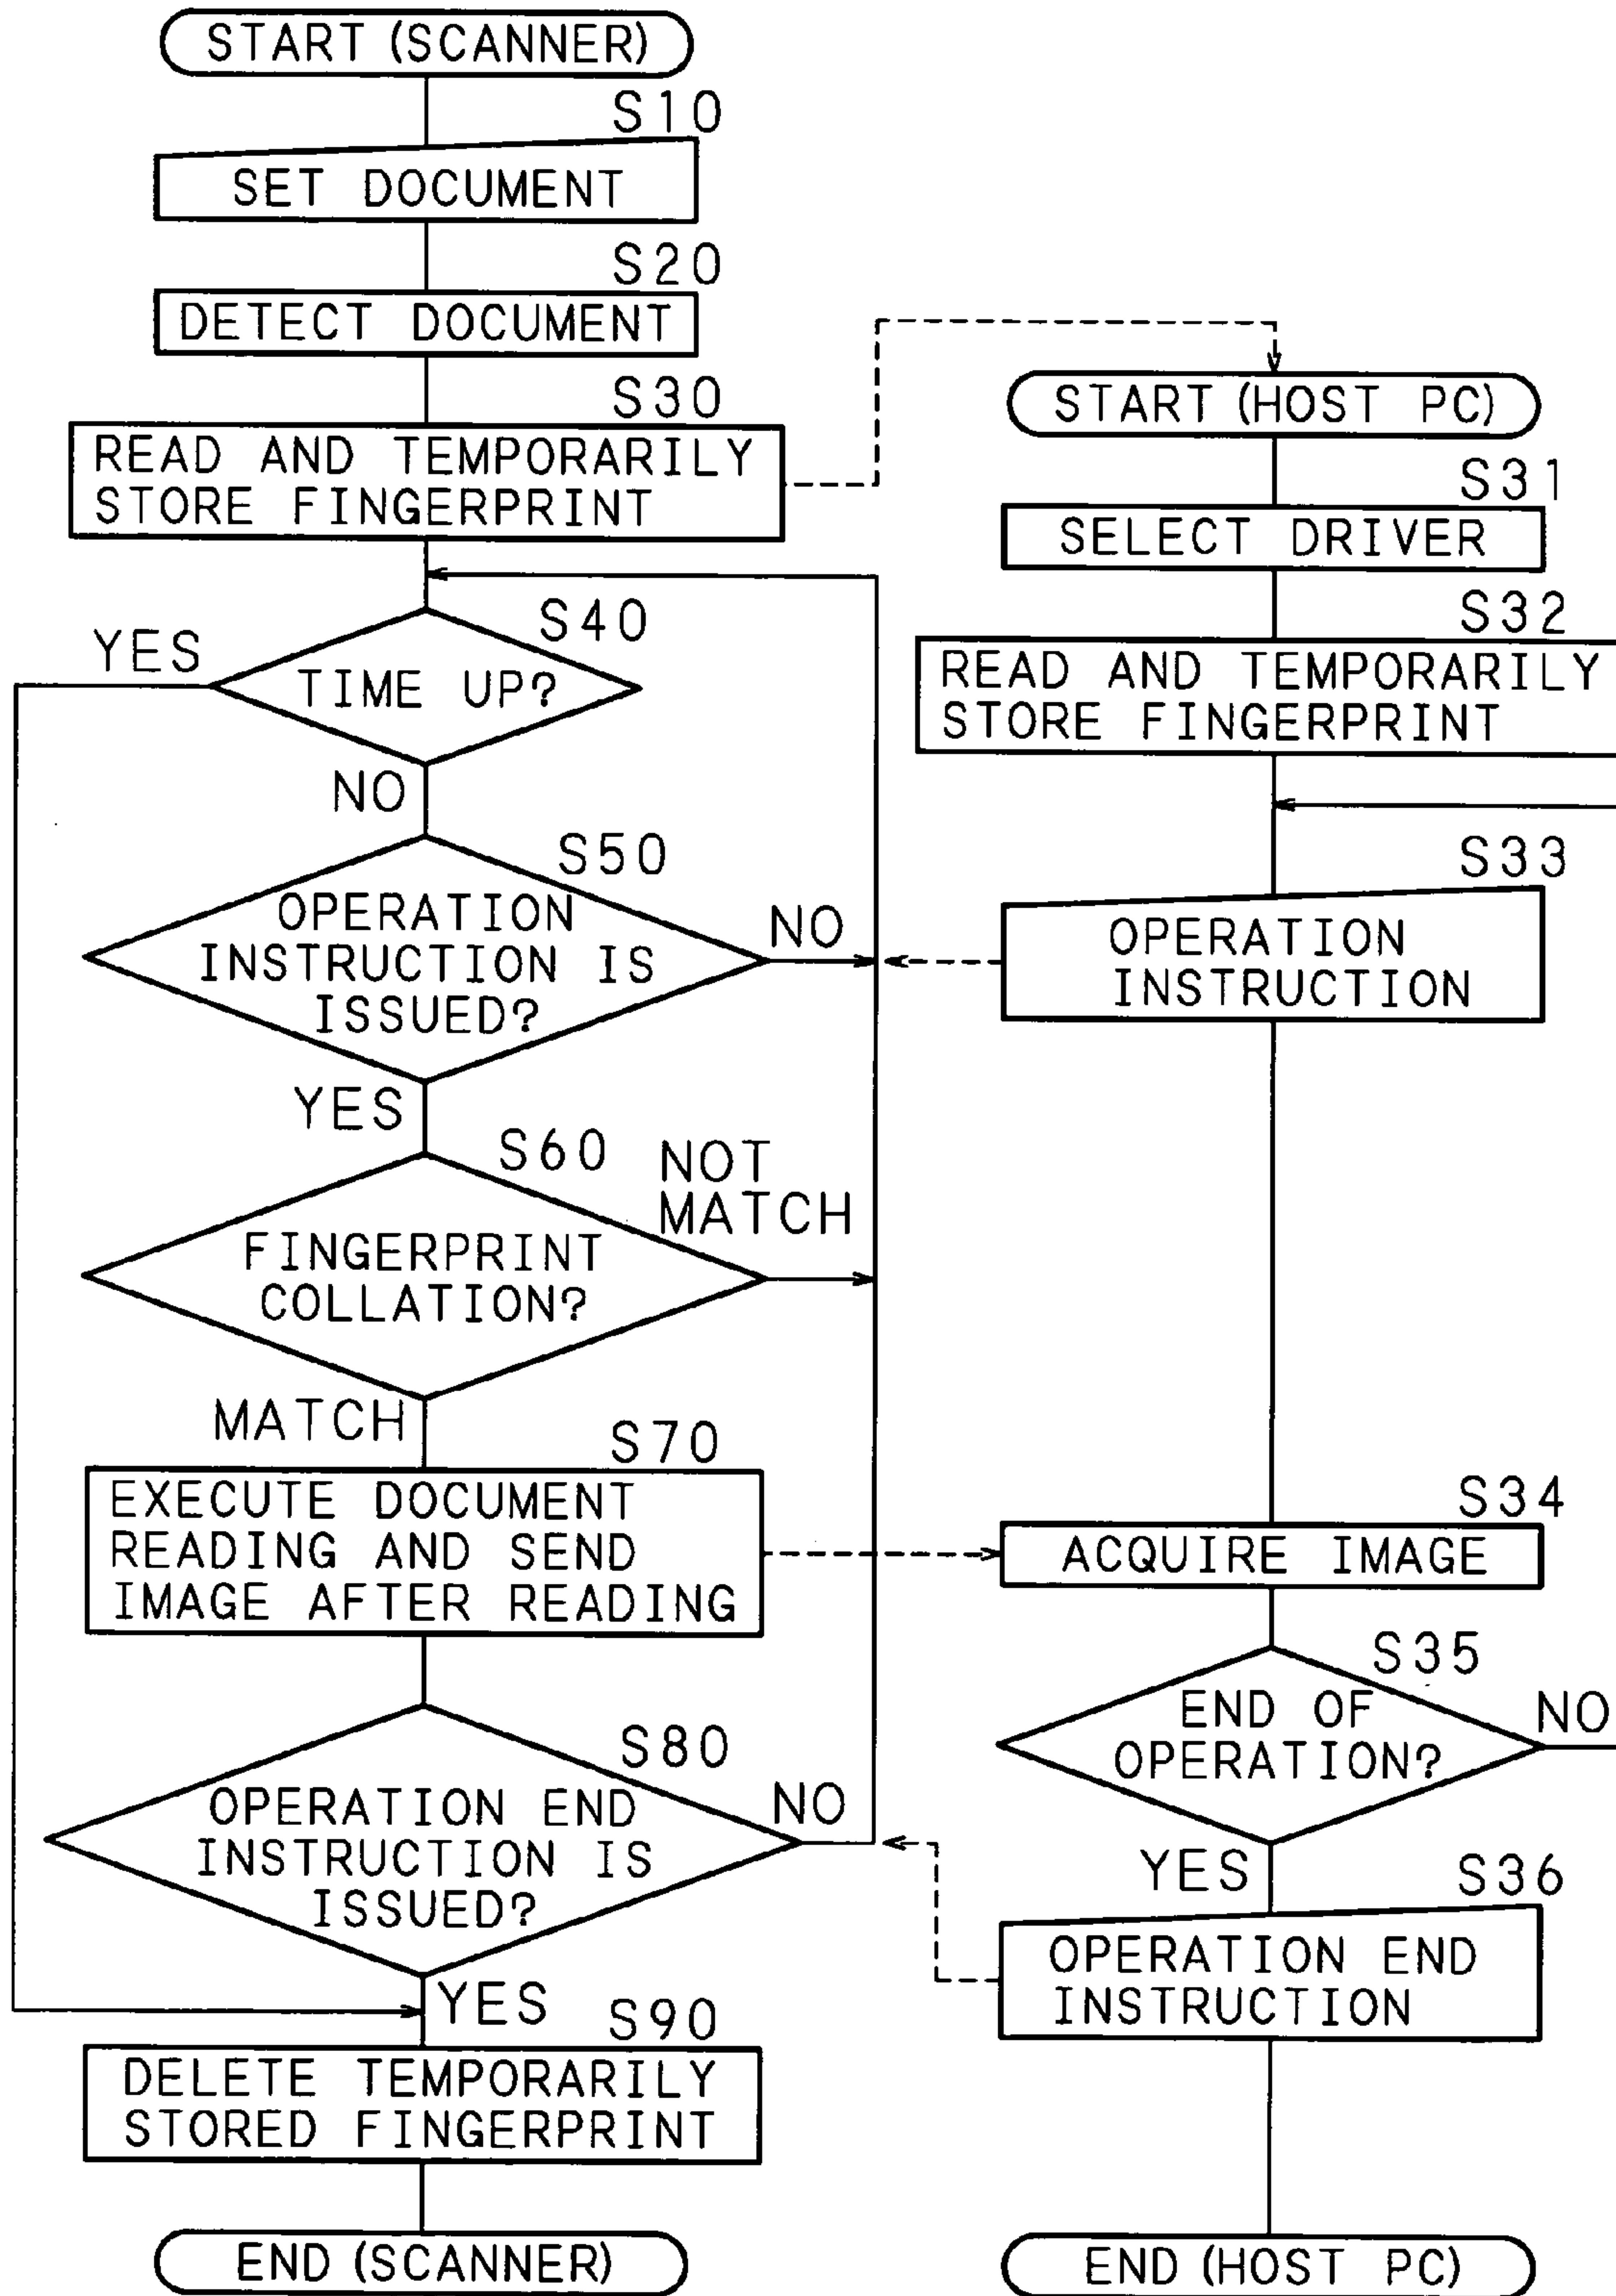 START (SCANNER)
S10
SET DOCUMENT
S20
DETECT DOCUMENT
S30
READ AND TEMPORARILY
STORE FINGERPRINT
S40
YES
TIME UP?
NO
S50
OPERATION
INSTRUCTION IS
ISSUED?
NO
YES
S60
NOT
MATCH
FINGERPRINT
COLLATION?
MATCH
S70
EXECUTE DOCUMENT
READING AND SEND
IMAGE AFTER READING
S80
OPERATION END
INSTRUCTION IS
ISSUED?
NO
YES
S90
DELETE TEMPORARILY
STORED FINGERPRINT
END (SCANNER)
START (HOST PC)
S31
SELECT DRIVER
S32
READ AND TEMPORARILY
STORE FINGERPRINT
S33
OPERATION
INSTRUCTION
S34
ACQUIRE IMAGE
S35
END OF
OPERATION?
NO
YES
S36
OPERATION END
INSTRUCTION
END (HOST PC)